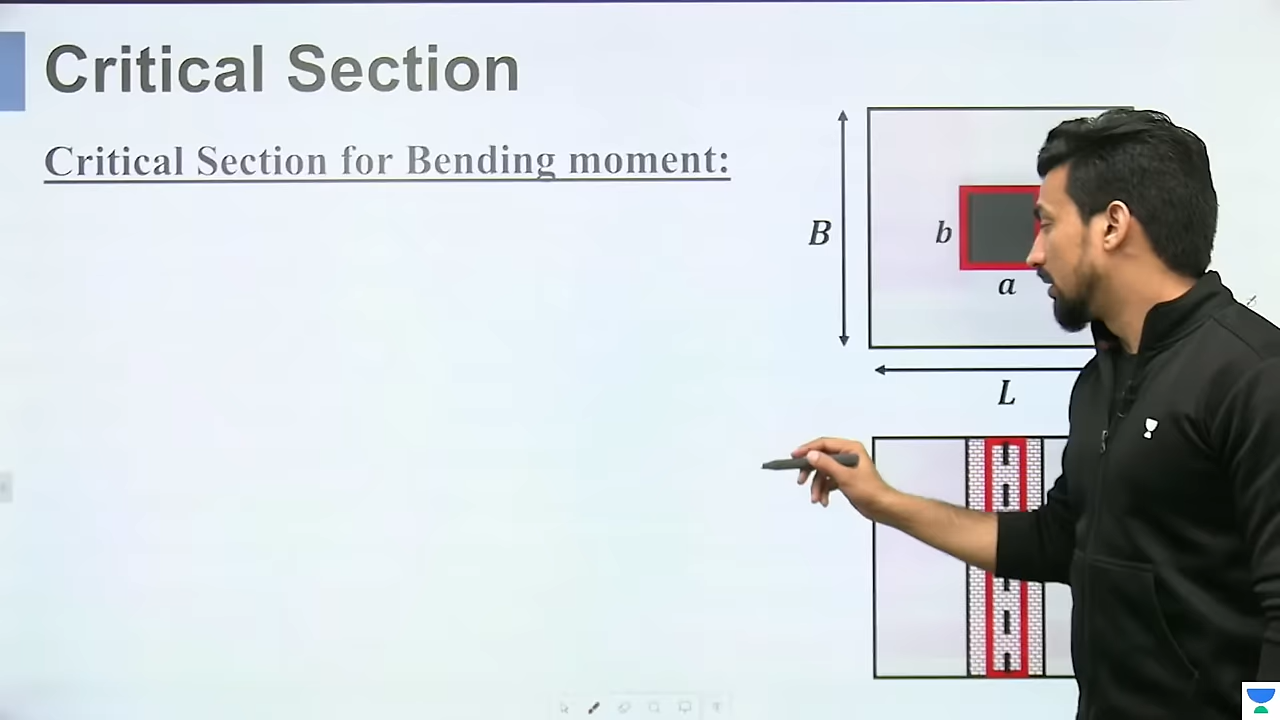 Critical Section
Critical Section for Bending moment:
B
b
a
L